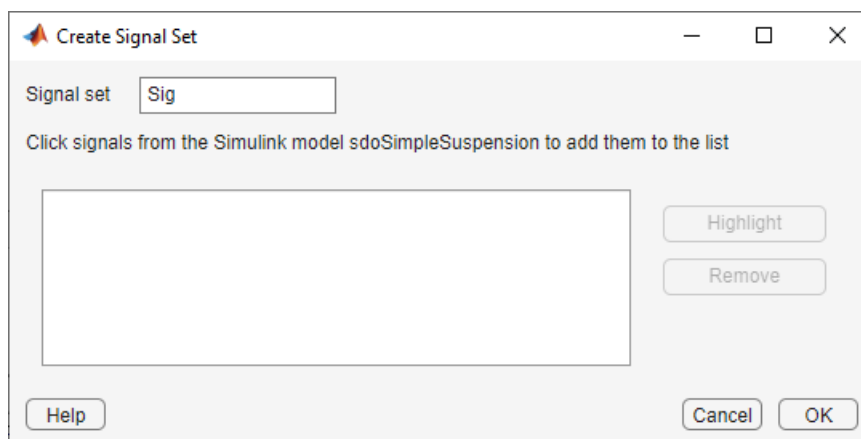 Create Signal Set
Signal set Sig
Click signals from the Simulink model sdoSimpleSuspension to add them to the list
Highlight
Remove
Help Cancel OK